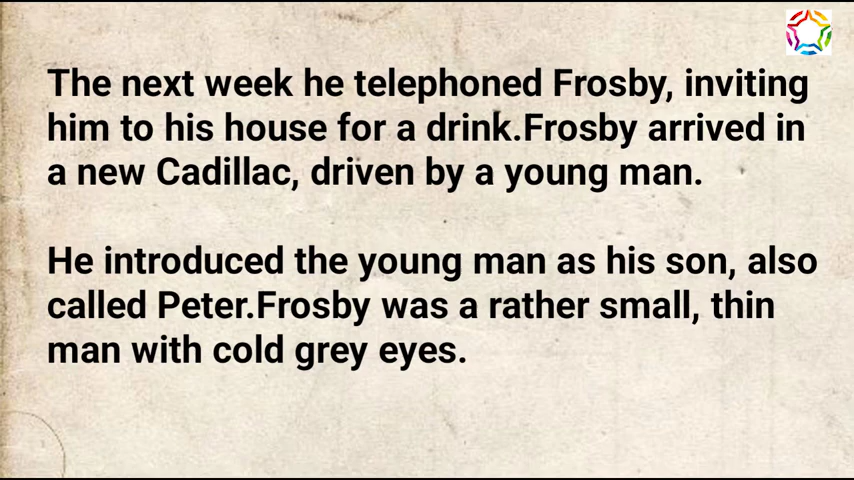 The next week he telephoned Frosby, inviting
him to his house for a drink.Frosby arrived in
a new Cadillac, driven by a young man.
He introduced the young man as his son, also
called Peter.Frosby was a rather small, thin
man with cold grey eyes.